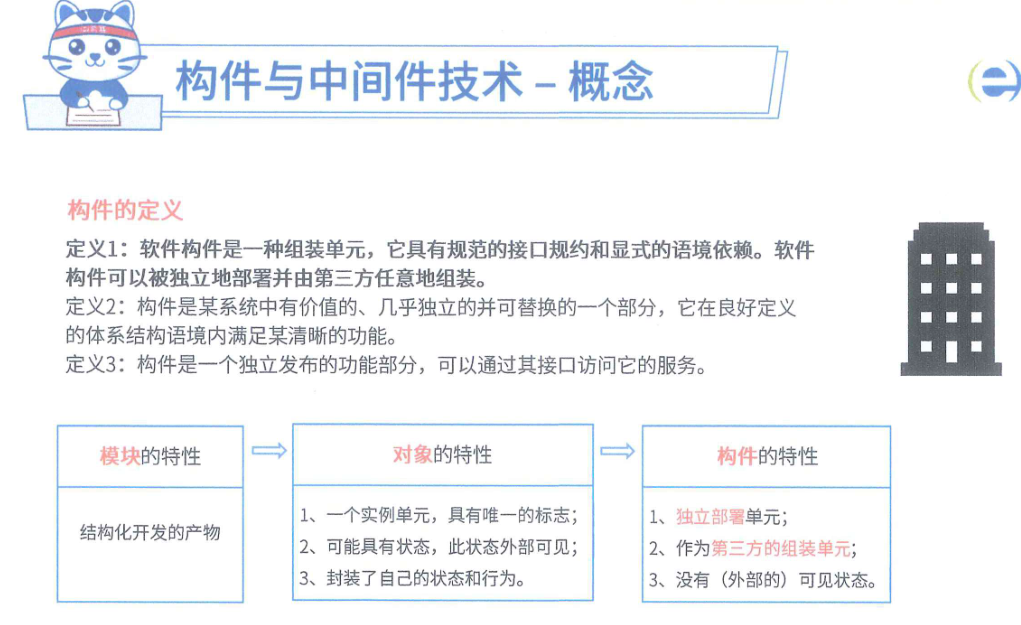 构件与中间件技术 – 概念
构件的定义
定义1：软件构件是一种组装单元，它具有规范的接口规约和显式的语境依赖。软件
构件可以被独立地部署并由第三方任意地组装。
定义2：构件是某系统中有价值的、几乎独立的并可替换的一个部分，它在良好定义
的体系结构语境内满足某清晰的功能。
定义3：构件是一个独立发布的功能部分，可以通过其接口访问它的服务。
模块的特性
结构化开发的产物
对象的特性
1、一个实例单元，具有唯一的标志；
2、可能具有状态，此状态外部可见；
3、封装了自己的状态和行为。
构件的特性
1、独立部署单元；
2、作为第三方的组装单元；
3、没有（外部的）可见状态。